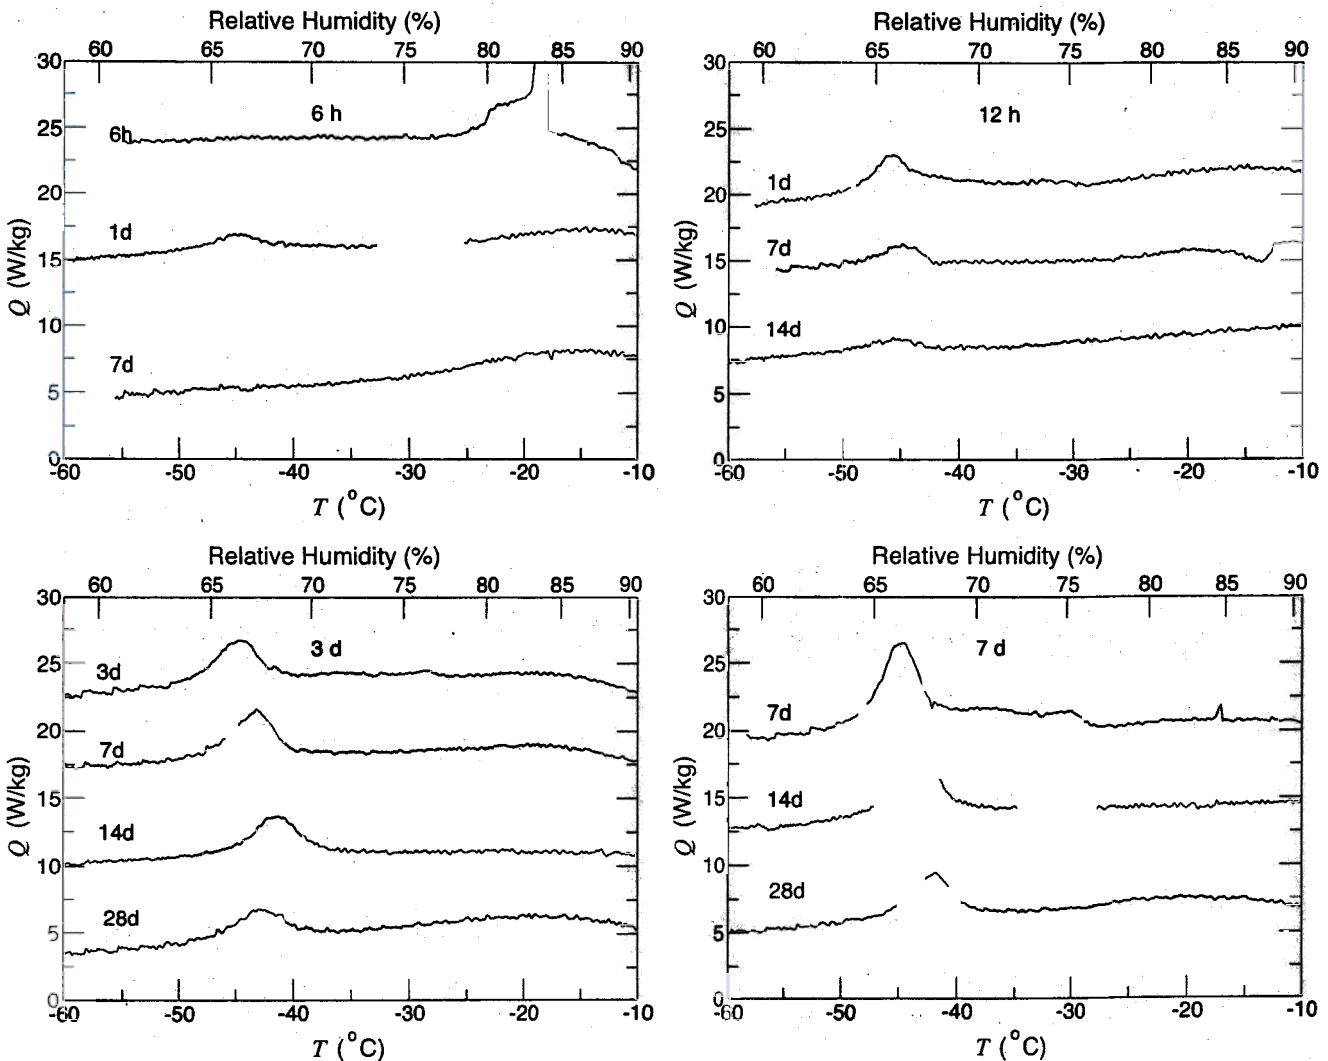 Relative Humidity (%)
60 65 70 75 80 85 90
30
25
20
15
10
5
0
Q (W/kg)
6 h
6h
1d
7d
-60 -50 -40 -30 -20 -10
T (°C)
Relative Humidity (%)
60 65 70 75 80 85 90
30
25
20
15
10
5
0
Q (W/kg)
12 h
1d
7d
14d
-60 -50 -40 -30 -20 -10
T (°C)
Relative Humidity (%)
60 65 70 75 80 85 90
30
25
20
15
10
5
0
Q (W/kg)
3 d
3d
7d
14d
28d
-60 -50 -40 -30 -20 -10
T (°C)
Relative Humidity (%)
60 65 70 75 80 85 90
30
25
20
15
10
5
0
Q (W/kg)
7 d
7d
14d
28d
-60 -50 -40 -30 -20 -10
T (°C)